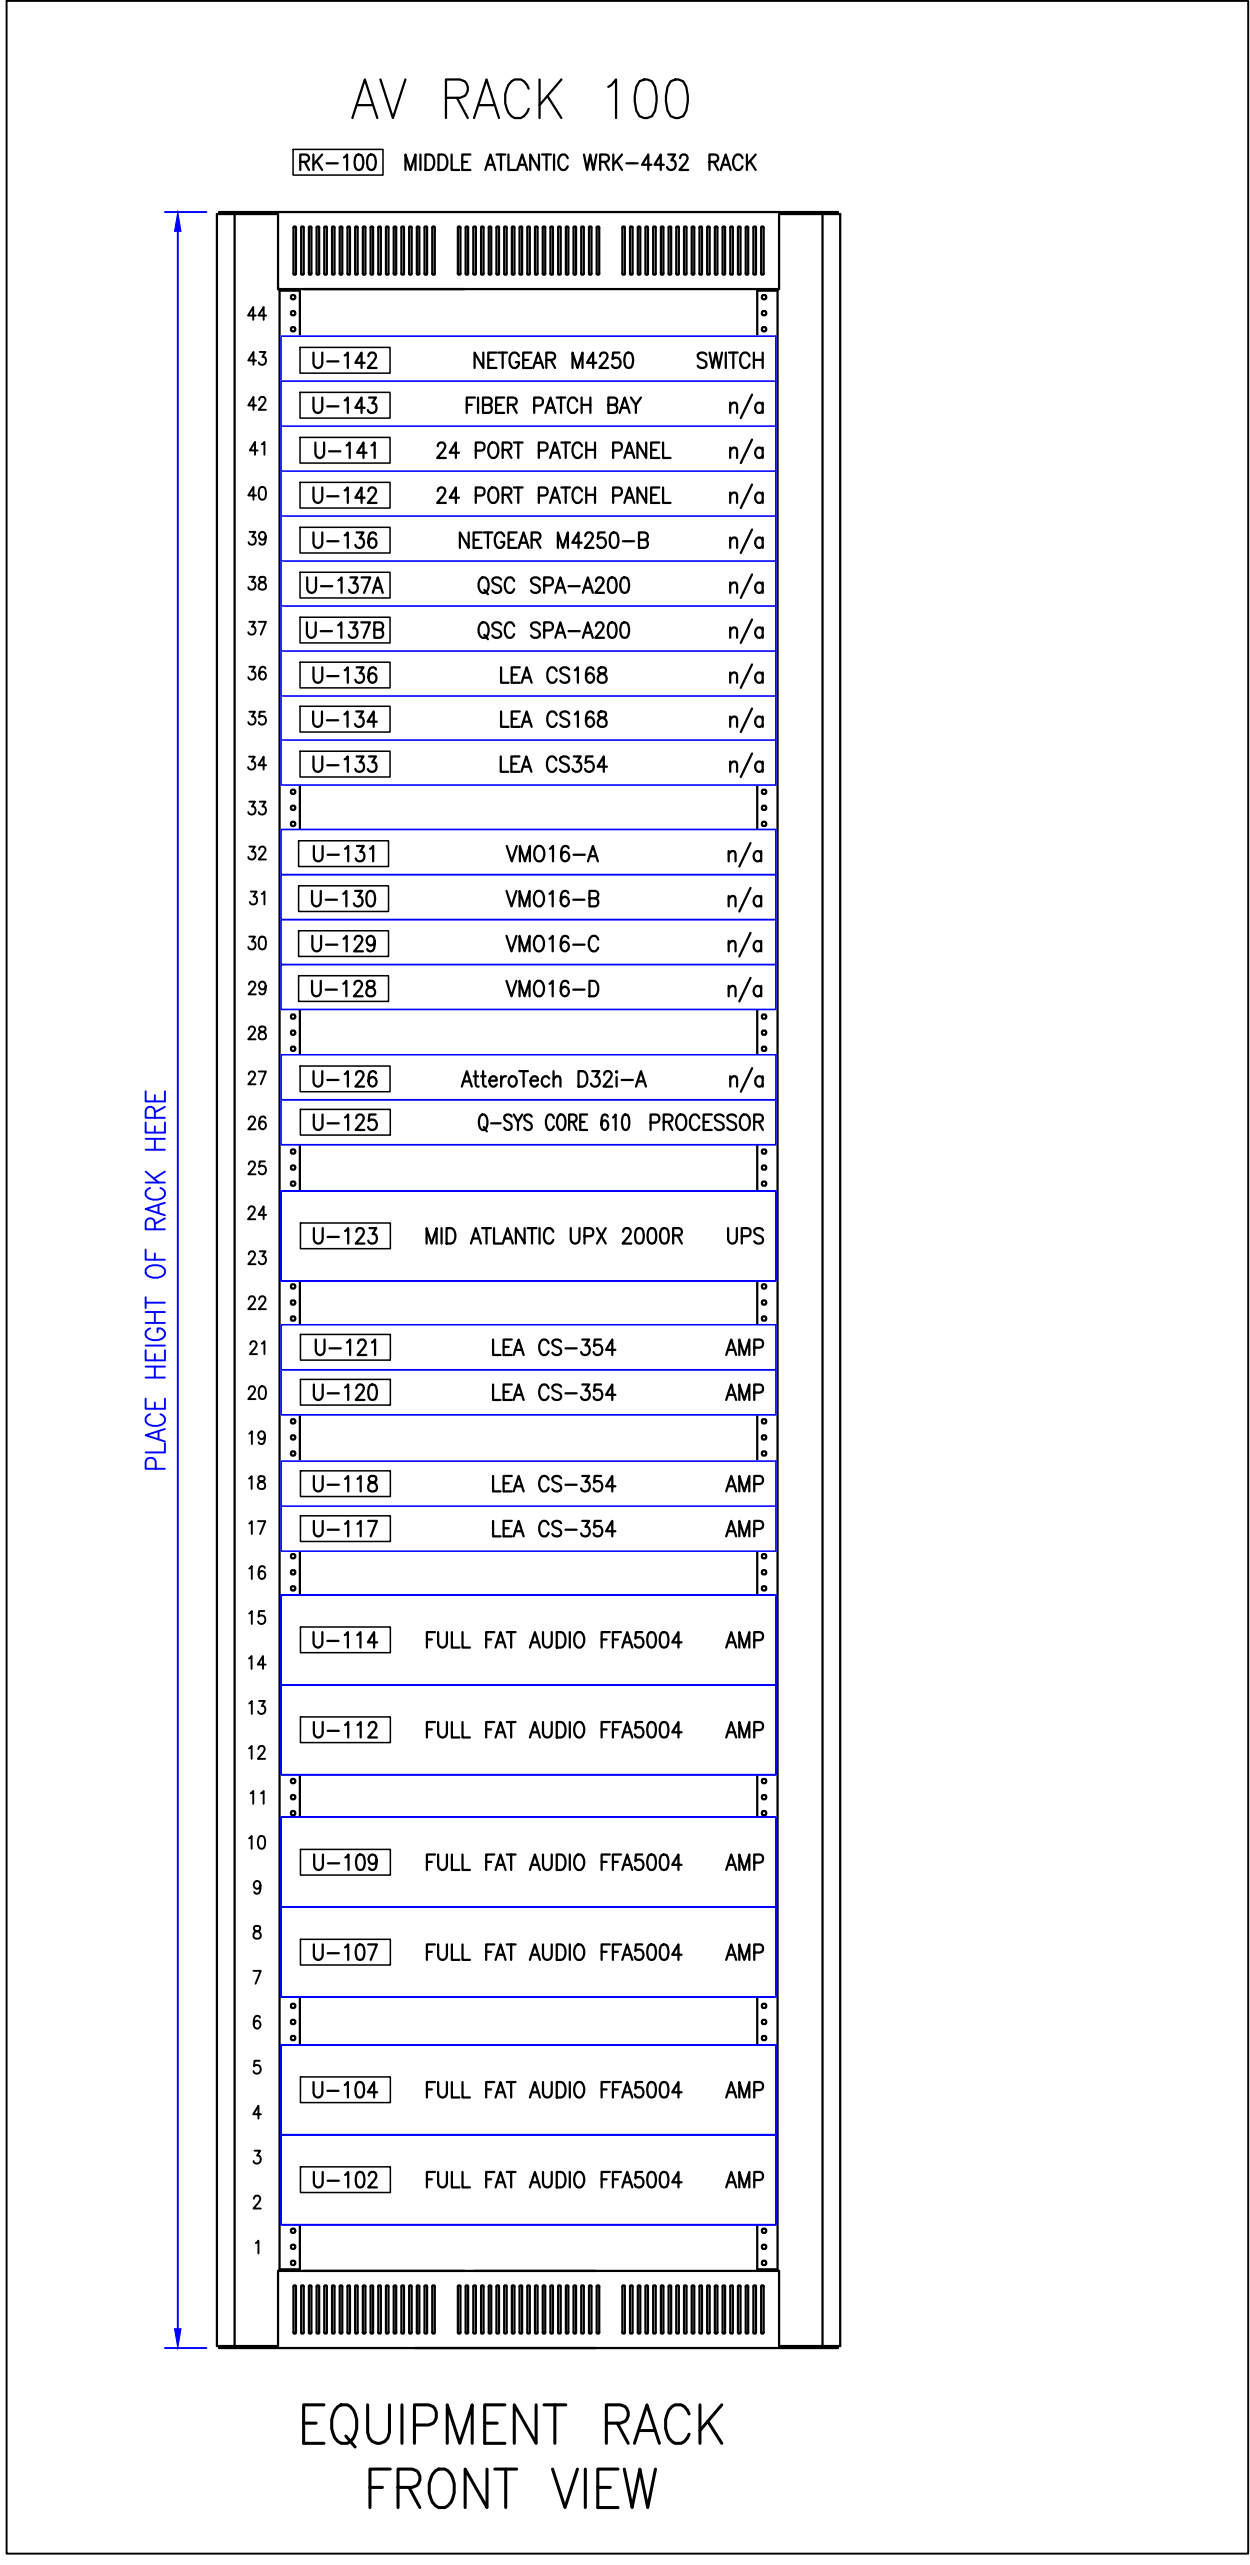 AV RACK 100
RK-100 MIDDLE ATLANTIC WRK-4432 RACK
44
43 U-142 NETGEAR M4250 SWITCH
42 U-143 FIBER PATCH BAY n/a
41 U-141 24 PORT PATCH PANEL n/a
40 U-142 24 PORT PATCH PANEL n/a
39 U-136 NETGEAR M4250-B n/a
38 U-137A QSC SPA-A200 n/a
37 U-137B QSC SPA-A200 n/a
36 U-136 LEA CS168 n/a
35 U-134 LEA CS168 n/a
34 U-133 LEA CS354 n/a
33
32 U-131 VMO16-A n/a
31 U-130 VMO16-B n/a
30 U-129 VMO16-C n/a
29 U-128 VMO16-D n/a
28
27 U-126 AtteroTech D32i-A n/a
26 U-125 Q-SYS CORE 610 PROCESSOR
25
24
U-123 MID ATLANTIC UPX 2000R UPS
23
22
21 U-121 LEA CS-354 AMP
20 U-120 LEA CS-354 AMP
19
18 U-118 LEA CS-354 AMP
17 U-117 LEA CS-354 AMP
16
15
U-114 FULL FAT AUDIO FFA5004 AMP
14
13
U-112 FULL FAT AUDIO FFA5004 AMP
12
11
10
U-109 FULL FAT AUDIO FFA5004 AMP
9
8
U-107 FULL FAT AUDIO FFA5004 AMP
7
6
5
U-104 FULL FAT AUDIO FFA5004 AMP
4
3
U-102 FULL FAT AUDIO FFA5004 AMP
2
1
PLACE HEIGHT OF RACK HERE
EQUIPMENT RACK
FRONT VIEW